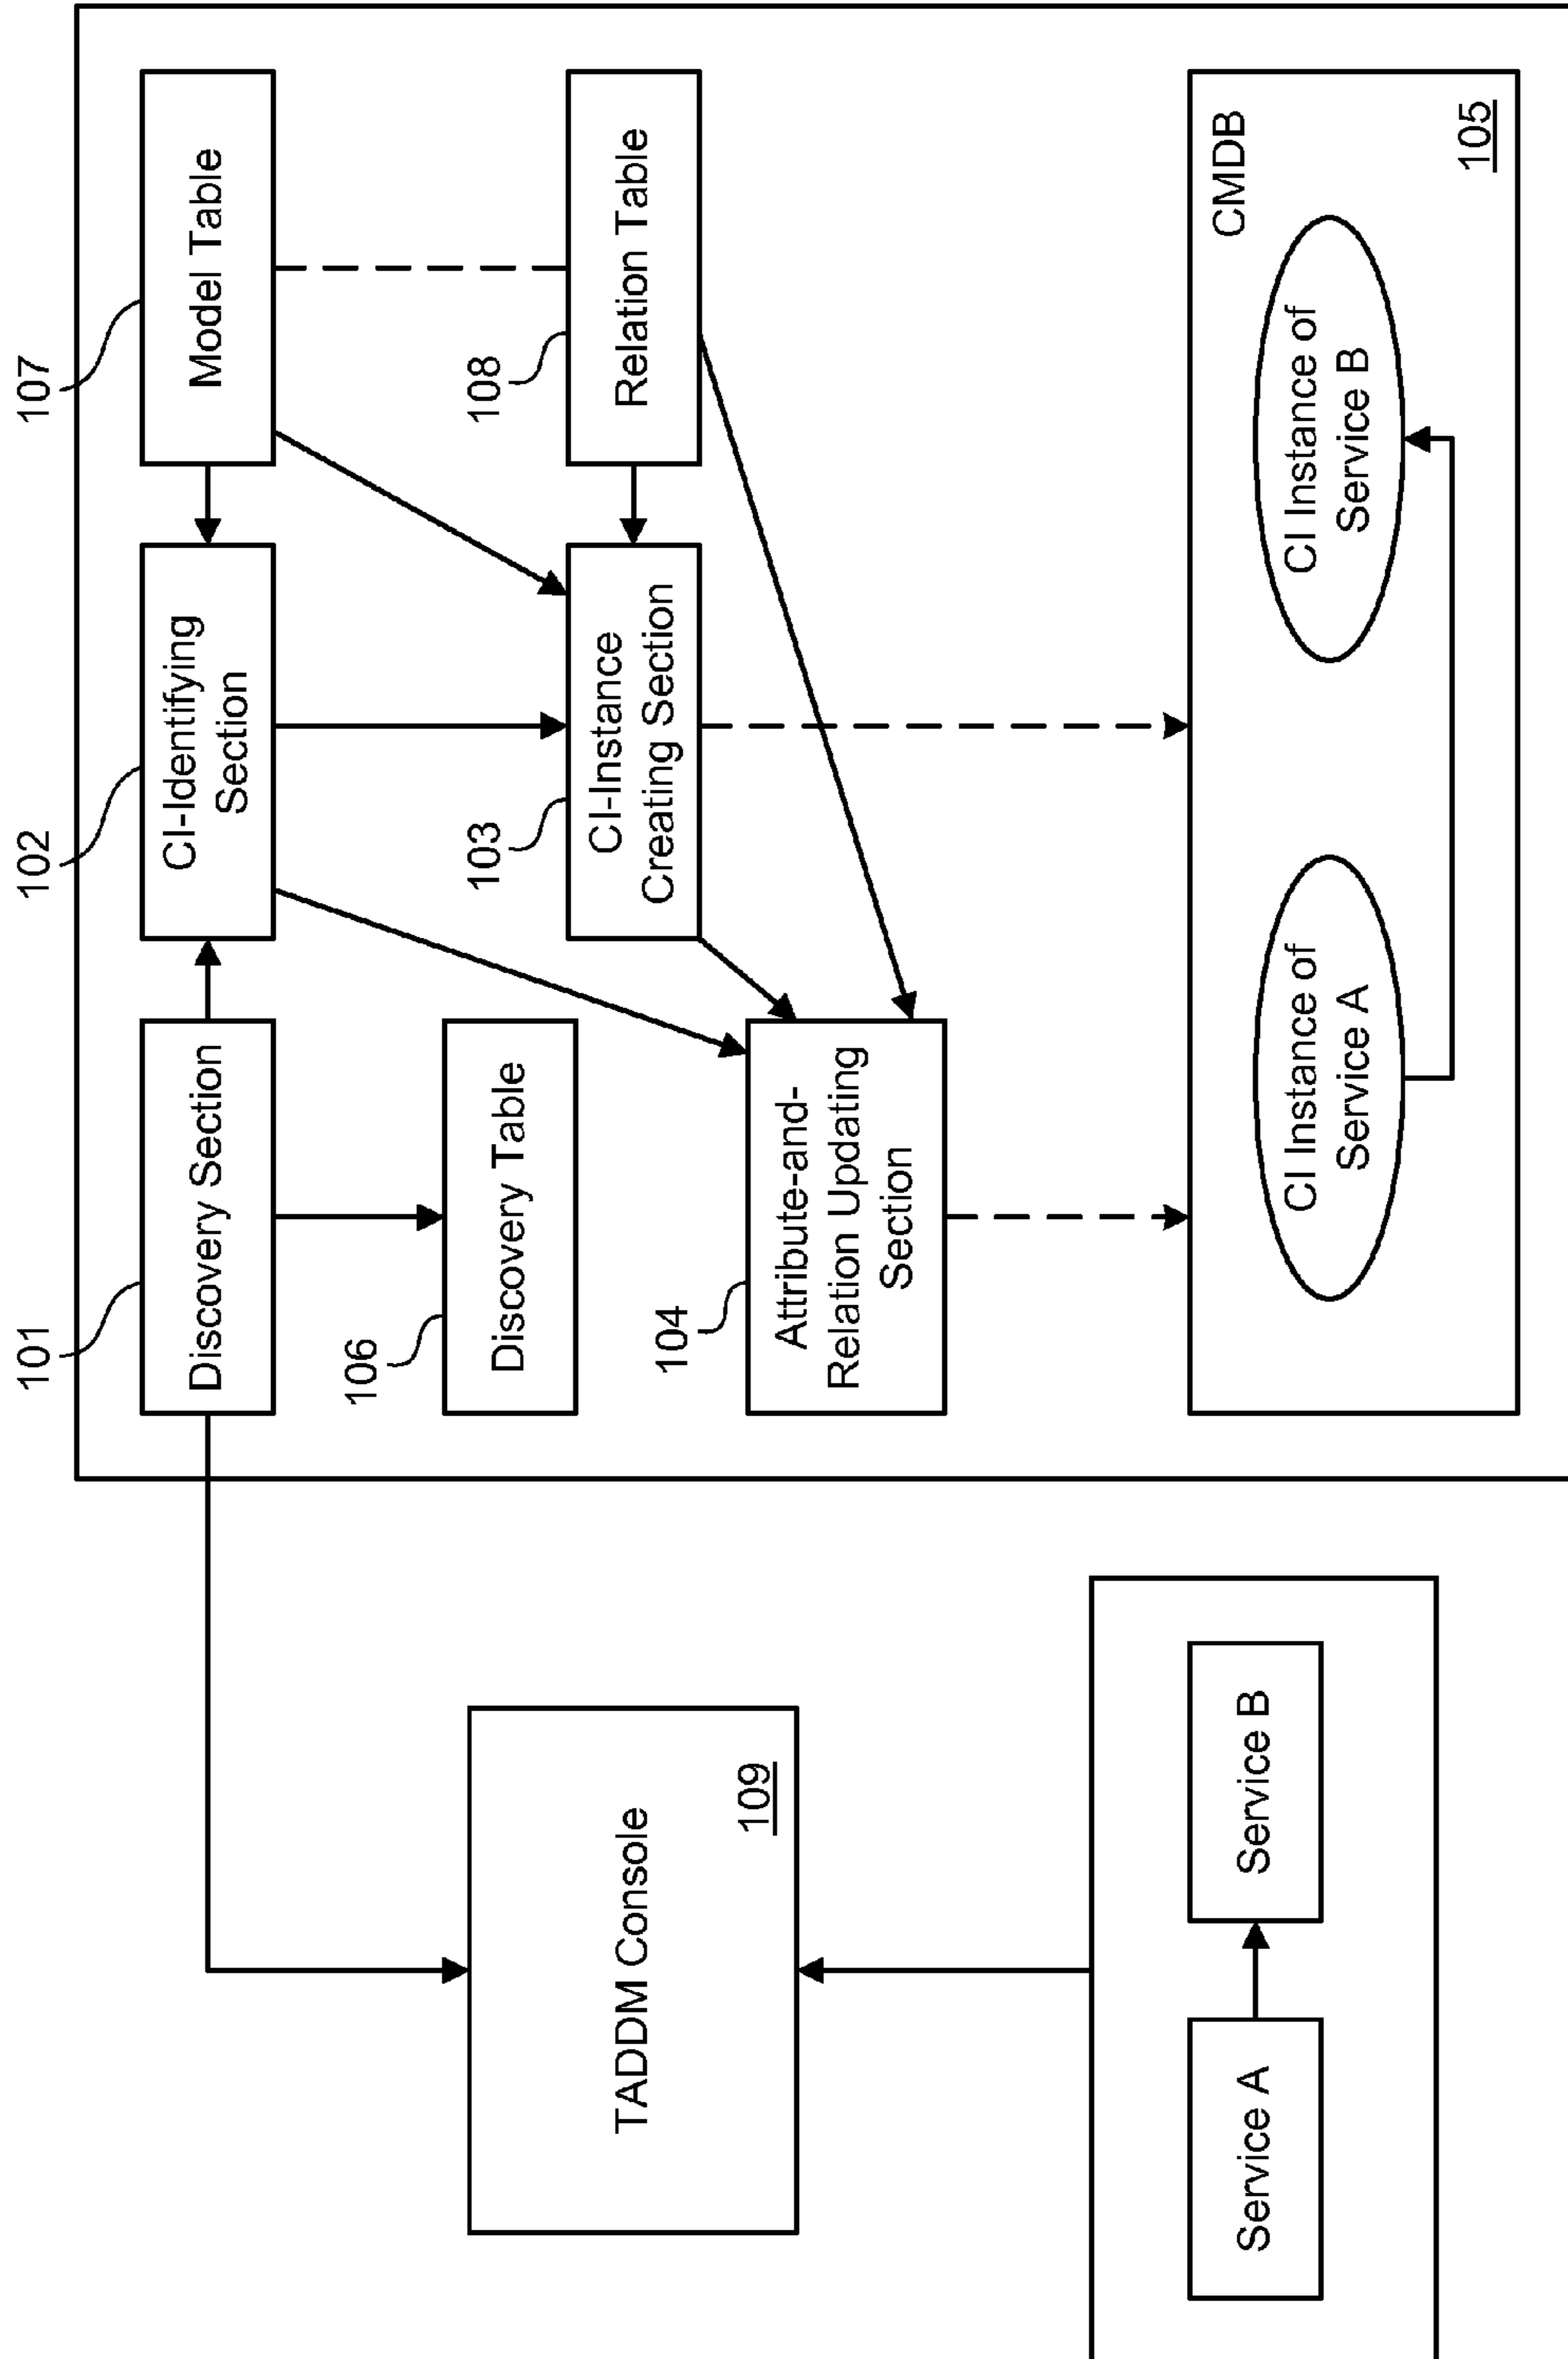 101
Discovery Section
102
CI-Identifying
Section
107
Model Table
106
Discovery Table
103
CI-Instance
Creating Section
108
Relation Table
104
Attribute-and-
Relation Updating
Section
TADDM Console
109
CMDB
CI Instance of
Service A
CI Instance of
Service B
105
Service A
Service B